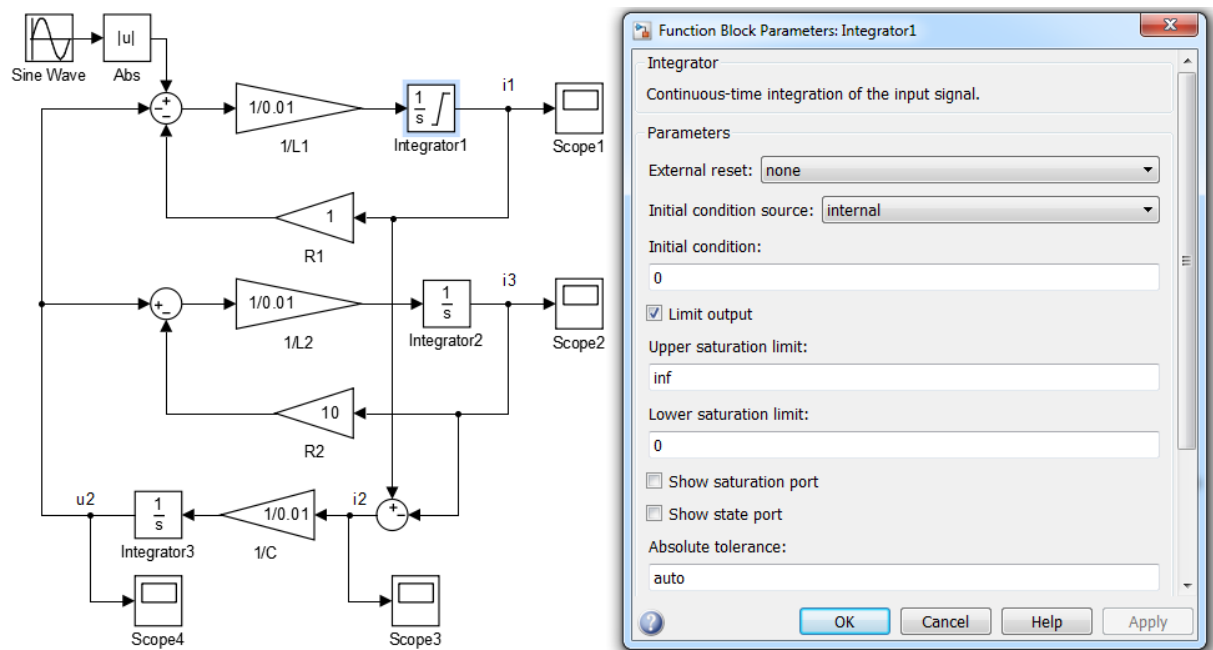 |u|
Sine Wave
Abs
+
−
−
1/0.01
1/L1
1
s
Integrator1
i1
Scope1
1
R1
+
−
1/0.01
1/L2
1
s
Integrator2
i3
Scope2
10
R2
u2
1
s
Integrator3
1/0.01
1/C
i2
+
−
Scope4
Scope3
Function Block Parameters: Integrator1
Integrator
Continuous-time integration of the input signal.
Parameters
External reset: none
Initial condition source: internal
Initial condition:
0
Limit output
Upper saturation limit:
inf
Lower saturation limit:
0
Show saturation port
Show state port
Absolute tolerance:
auto
? OK Cancel Help Apply